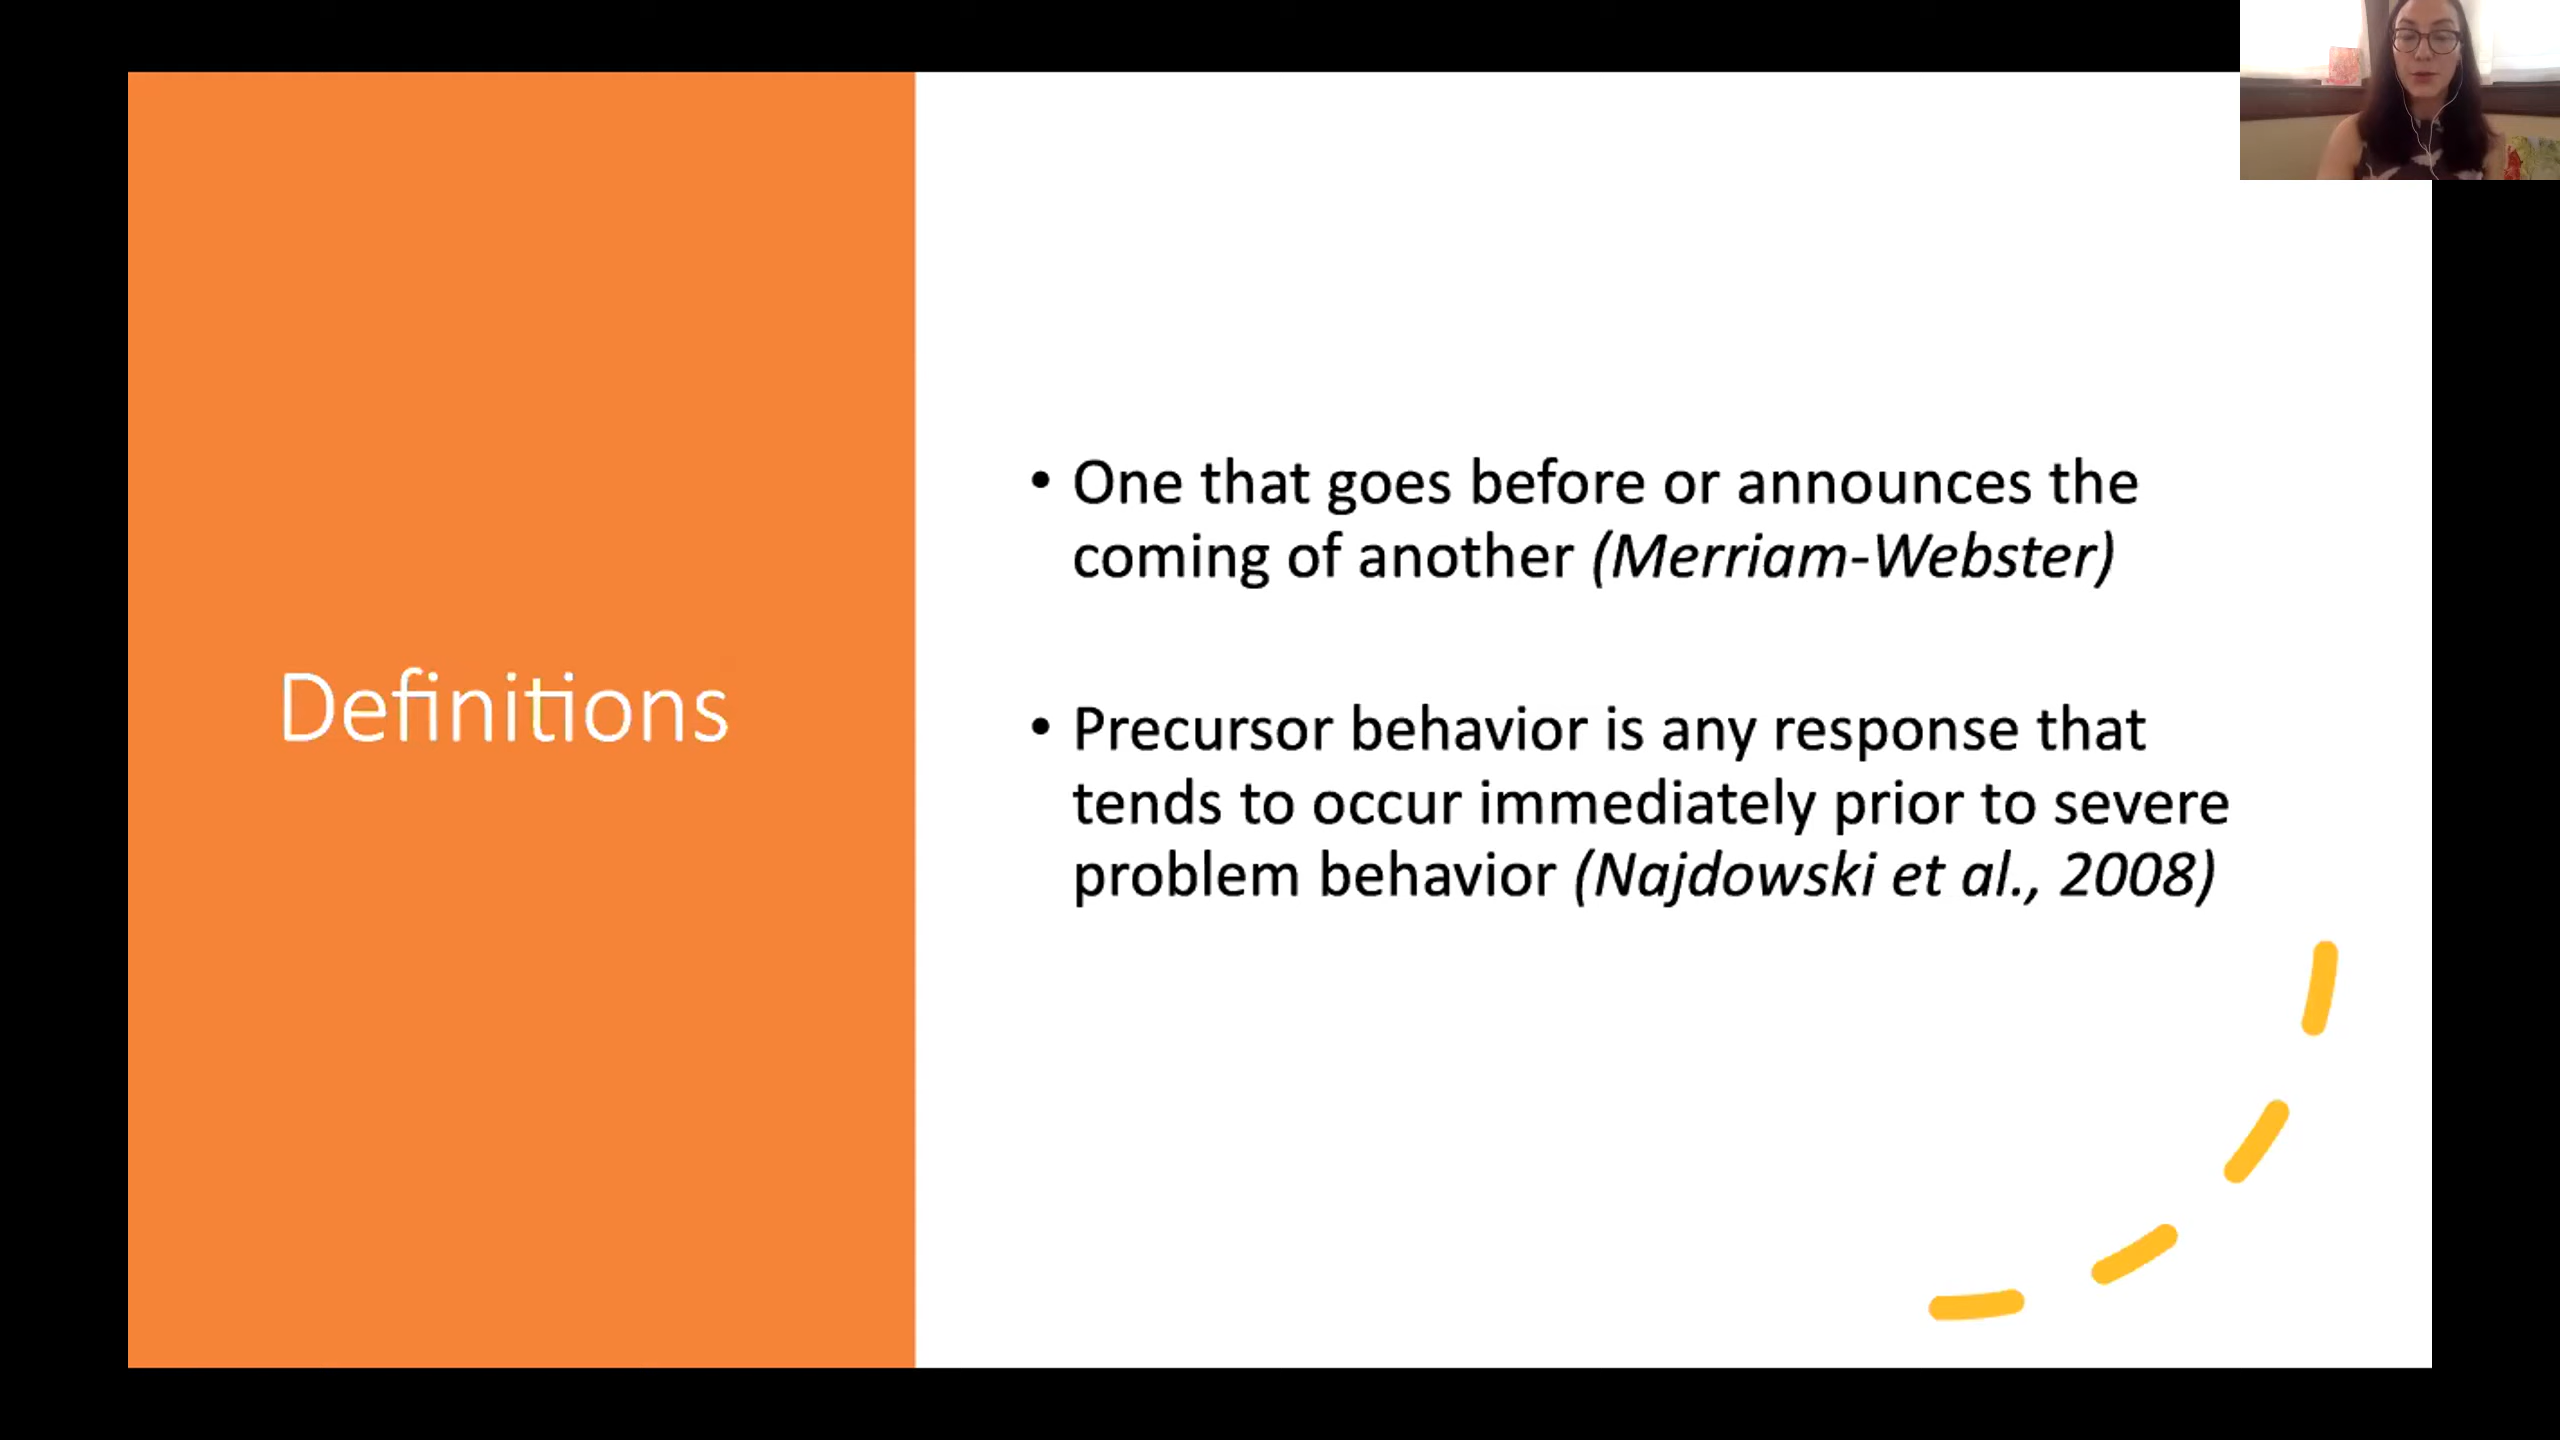 Definitions
• One that goes before or announces the
coming of another (Merriam-Webster)
• Precursor behavior is any response that
tends to occur immediately prior to severe
problem behavior (Najdowski et al., 2008)